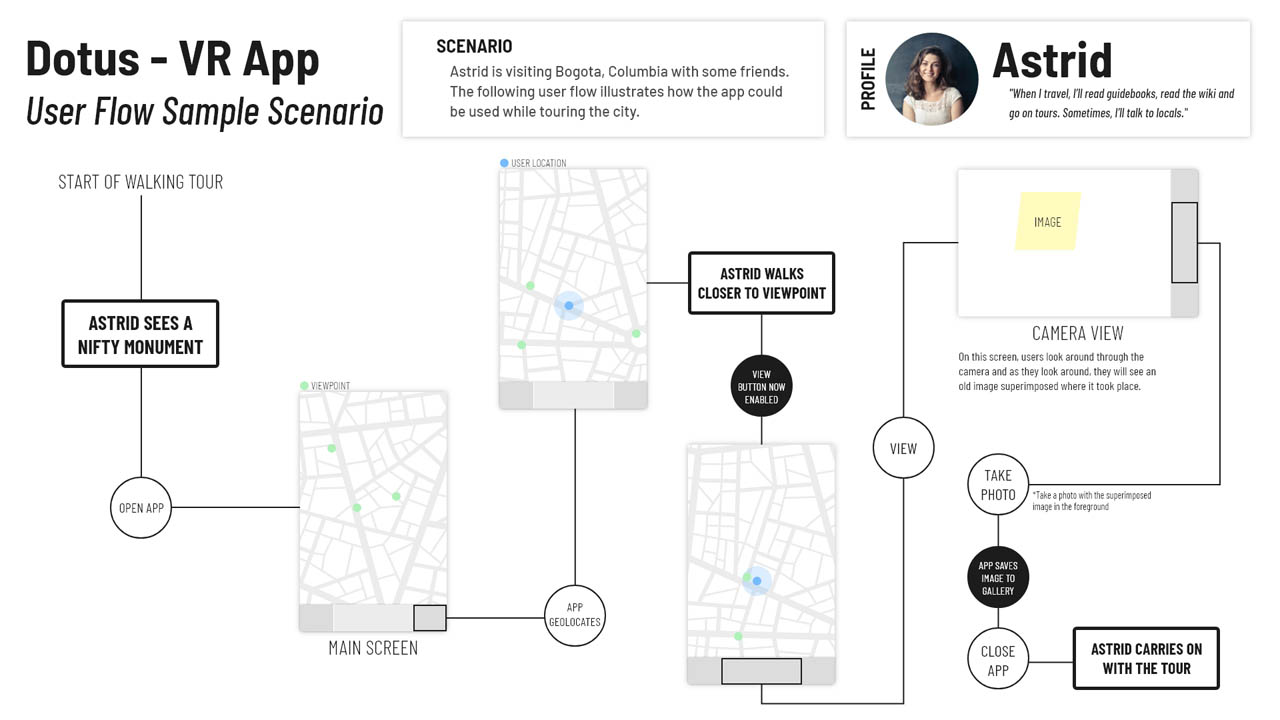 Dotus - VR App
User Flow Sample Scenario
SCENARIO
Astrid is visiting Bogota, Columbia with some friends.
The following user flow illustrates how the app could
be used while touring the city.
PROFILE
Astrid
"When I travel, I'll read guidebooks, read the wiki and
go on tours. Sometimes, I'll talk to locals."
START OF WALKING TOUR
ASTRID SEES A
NIFTY MONUMENT
OPEN APP
VIEWPOINT
MAIN SCREEN
APP
GEOLOCATES
USER LOCATION
ASTRID WALKS
CLOSER TO VIEWPOINT
VIEW
BUTTON NOW
ENABLED
VIEW
IMAGE
CAMERA VIEW
On this screen, users look around through the
camera and as they look around, they will see an
old image superimposed where it took place.
TAKE
PHOTO
*Take a photo with the superimposed
image in the foreground
APP SAVES
IMAGE TO
GALLERY
CLOSE
APP
ASTRID CARRIES ON
WITH THE TOUR